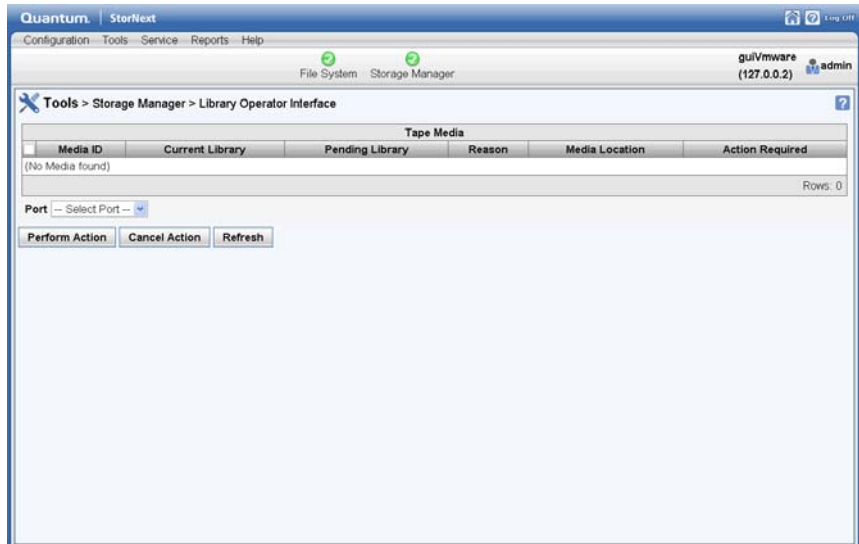 Quantum. StorNext Log Off
Configuration Tools Service Reports Help
File System Storage Manager
guiVmware
(127.0.0.2)
admin
Tools > Storage Manager > Library Operator Interface
Tape Media
Media ID Current Library Pending Library Reason Media Location Action Required
(No Media found)
Rows: 0
Port -- Select Port --
Perform Action Cancel Action Refresh